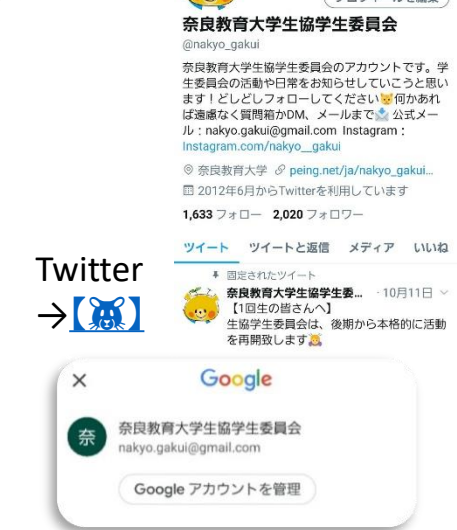 プロフィールを編集
奈良教育大学生協学生委員会
@nakyo_gakui
奈良教育大学生協学生委員会のアカウントです。学
生委員会の活動や日常をお知らせしていこうと思い
ます！どしどしフォローしてください🐯何かあれ
ば遠慮なく質問箱かDM、メールまで📩 公式メー
ル：nakyo.gakui@gmail.com Instagram：
Instagram.com/nakyo__gakui
奈良教育大学 peing.net/ja/nakyo_gakui...
2012年6月からTwitterを利用しています
1,633 フォロー 2,020 フォロワー
ツイート ツイートと返信 メディア いいね
固定されたツイート
奈良教育大学生協学生委... ・10月11日
【1回生の皆さんへ】
生協学生委員会は、後期から本格的に活動
を再開致します
Twitter
→【🐹】
× Google
奈 奈良教育大学生協学生委員会
nakyo.gakui@gmail.com
Google アカウントを管理